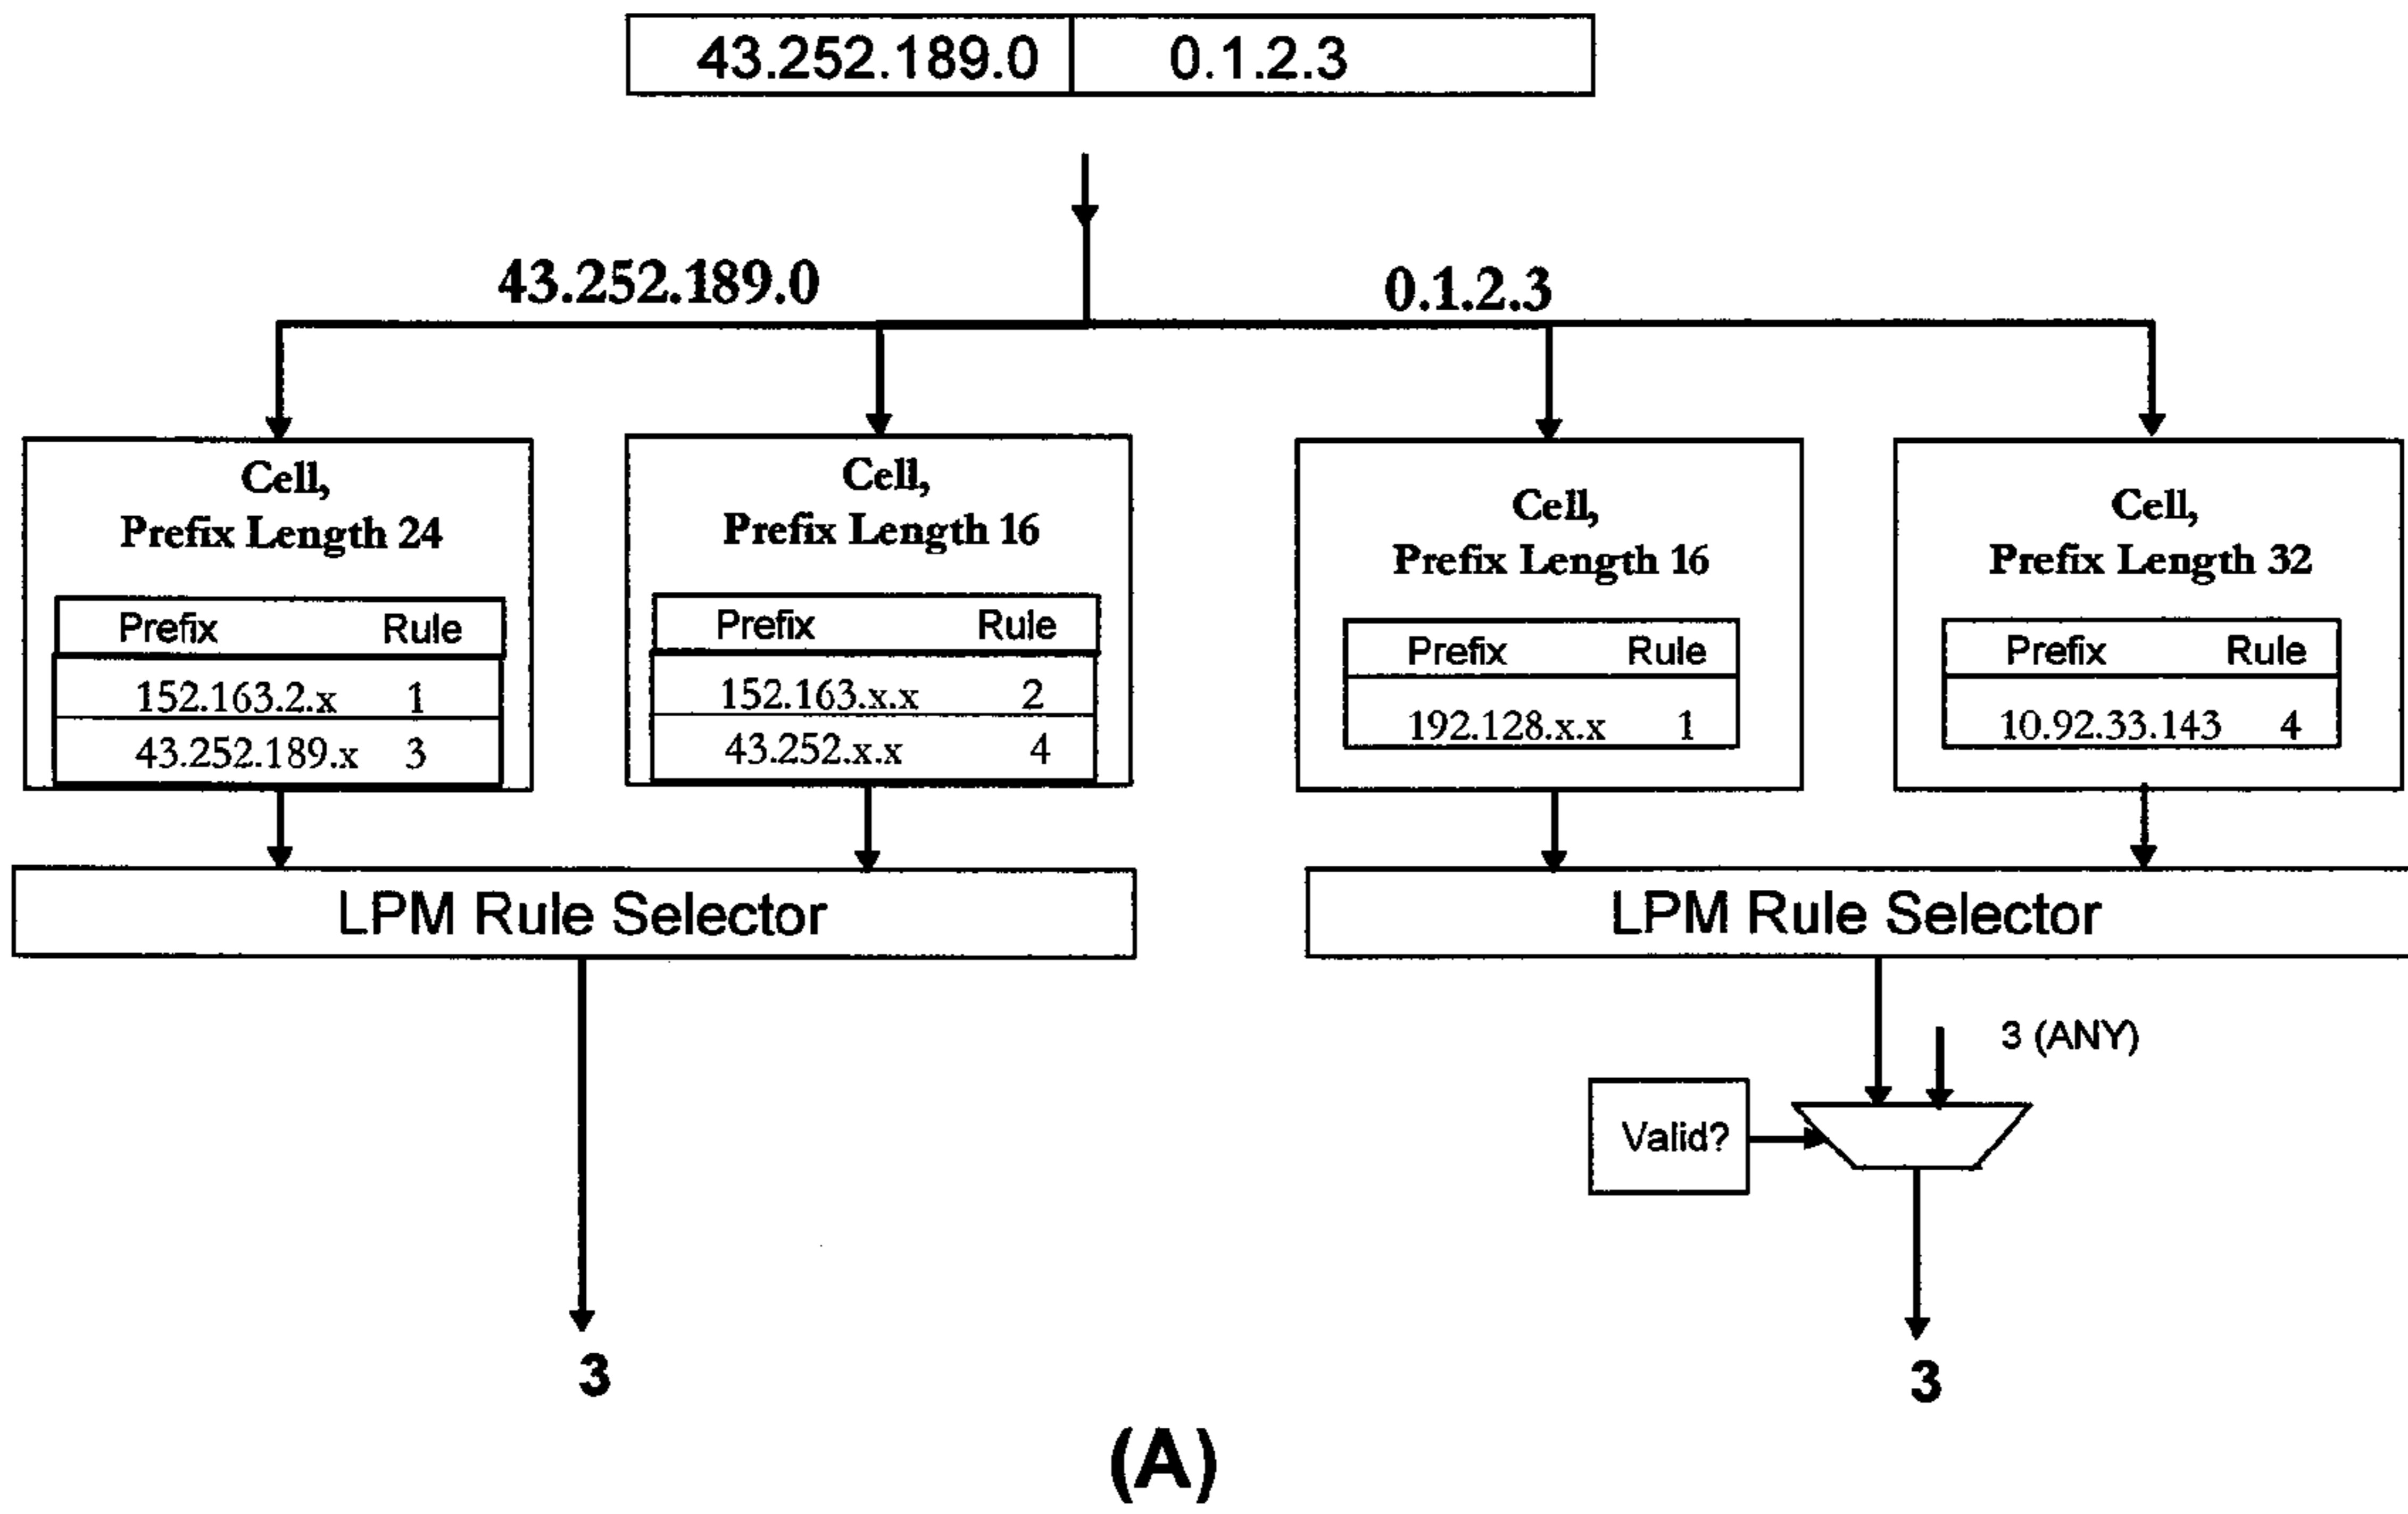 43.252.189.0 0.1.2.3
43.252.189.0 0.1.2.3
Cell,
Prefix Length 24
Prefix Rule
152.163.2.x 1
43.252.189.x 3
Cell,
Prefix Length 16
Prefix Rule
152.163.x.x 2
43.252.x.x 4
Cell,
Prefix Length 16
Prefix Rule
192.128.x.x 1
Cell,
Prefix Length 32
Prefix Rule
10.92.33.143 4
LPM Rule Selector
LPM Rule Selector
3 (ANY)
Valid?
3
3
(A)